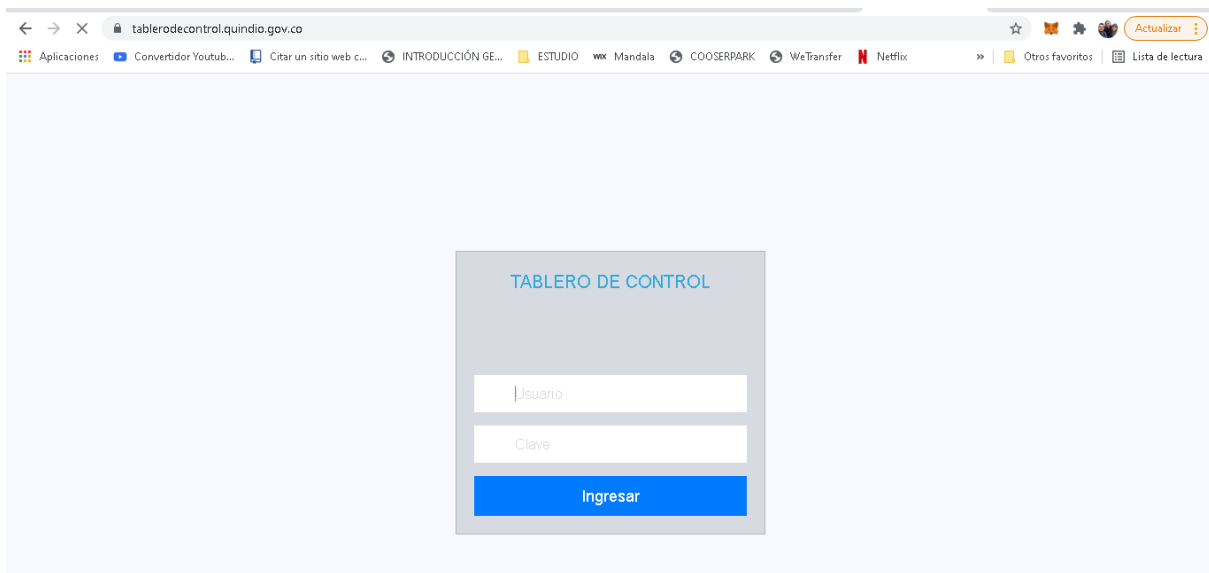 tablerodecontrol.quindio.gov.co Actualizar
Aplicaciones Convertidor Youtub... Citar un sitio web c... INTRODUCCIÓN GE... ESTUDIO WIX Mandala COOSERPARK WeTransfer N Netflix » Otros favoritos Lista de lectura
TABLERO DE CONTROL
Usuario
Clave
Ingresar